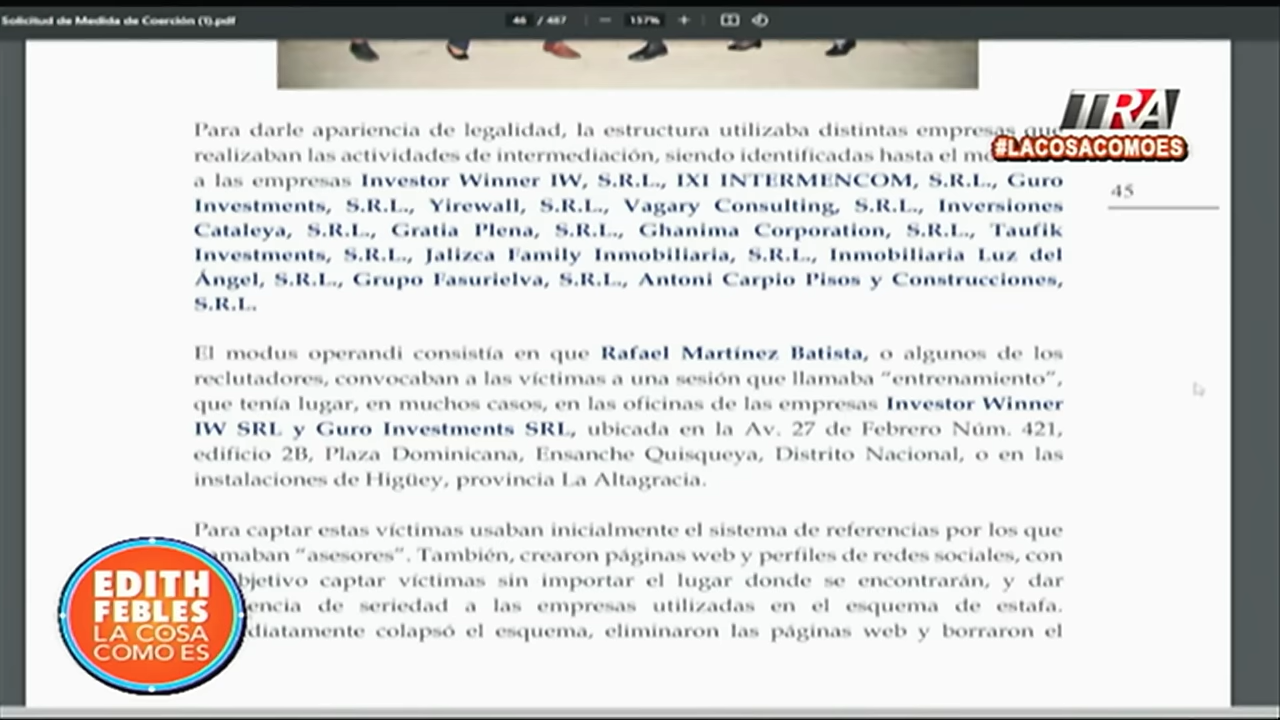 Solicitud de Medida de Coerción (1).pdf
46 / 487
157%
TRA
#LACOSACOMOES
45
Para darle apariencia de legalidad, la estructura utilizaba distintas empresas que
realizaban las actividades de intermediación, siendo identificadas hasta el
a las empresas Investor Winner IW, S.R.L., IXI INTERMENCOM, S.R.L., Guro
Investments, S.R.L., Yirewall, S.R.L., Vagary Consulting, S.R.L., Inversiones
Cataleya, S.R.L., Gratia Plena, S.R.L., Ghanima Corporation, S.R.L., Taufik
Investments, S.R.L., Jalizca Family Inmobiliaria, S.R.L., Inmobiliaria Luz del
Ángel, S.R.L., Grupo Fasurielva, S.R.L., Antoni Carpio Pisos y Construcciones,
S.R.L.
El modus operandi consistía en que Rafael Martínez Batista, o algunos de los
reclutadores, convocaban a las víctimas a una sesión que llamaba “entrenamiento”,
que tenía lugar, en muchos casos, en las oficinas de las empresas Investor Winner
IW SRL y Guro Investments SRL, ubicada en la Av. 27 de Febrero Núm. 421,
edificio 2B, Plaza Dominicana, Ensanche Quisqueya, Distrito Nacional, o en las
instalaciones de Higüey, provincia La Altagracia.
Para captar estas víctimas usaban inicialmente el sistema de referencias por los que
“asesores”. También, crearon páginas web y perfiles de redes sociales, con
captar víctimas sin importar el lugar donde se encontrarán, y dar
de seriedad a las empresas utilizadas en el esquema de estafa.
colapsó el esquema, eliminaron las páginas web y borraron el
EDITH
FEBLES
LA COSA
COMO ES